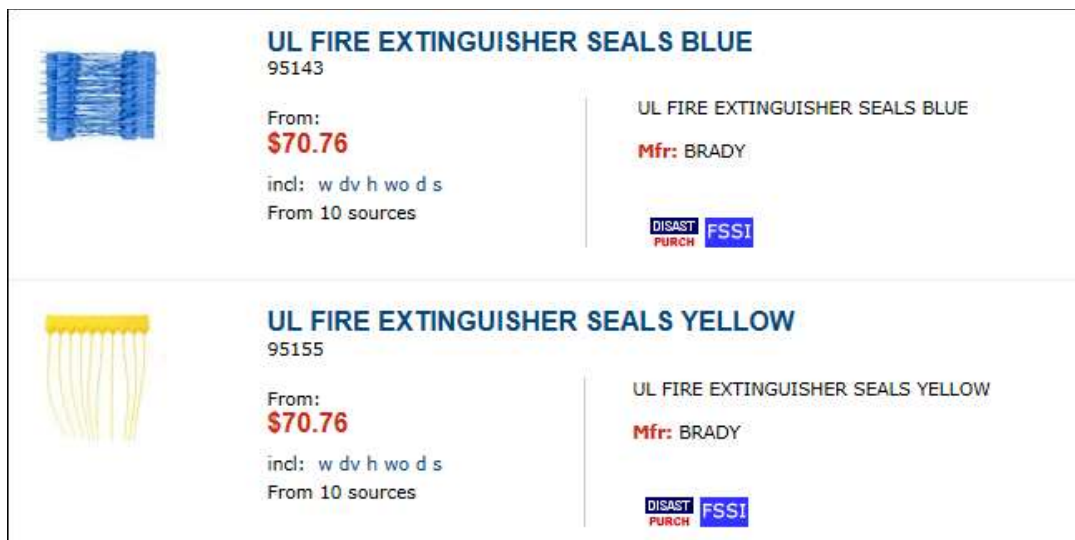 UL FIRE EXTINGUISHER SEALS BLUE
95143
From:
$70.76
incl: w dv h wo d s
From 10 sources
UL FIRE EXTINGUISHER SEALS BLUE
Mfr: BRADY
DISAST
PURCH
FSSI
UL FIRE EXTINGUISHER SEALS YELLOW
95155
From:
$70.76
incl: w dv h wo d s
From 10 sources
UL FIRE EXTINGUISHER SEALS YELLOW
Mfr: BRADY
DISAST
PURCH
FSSI